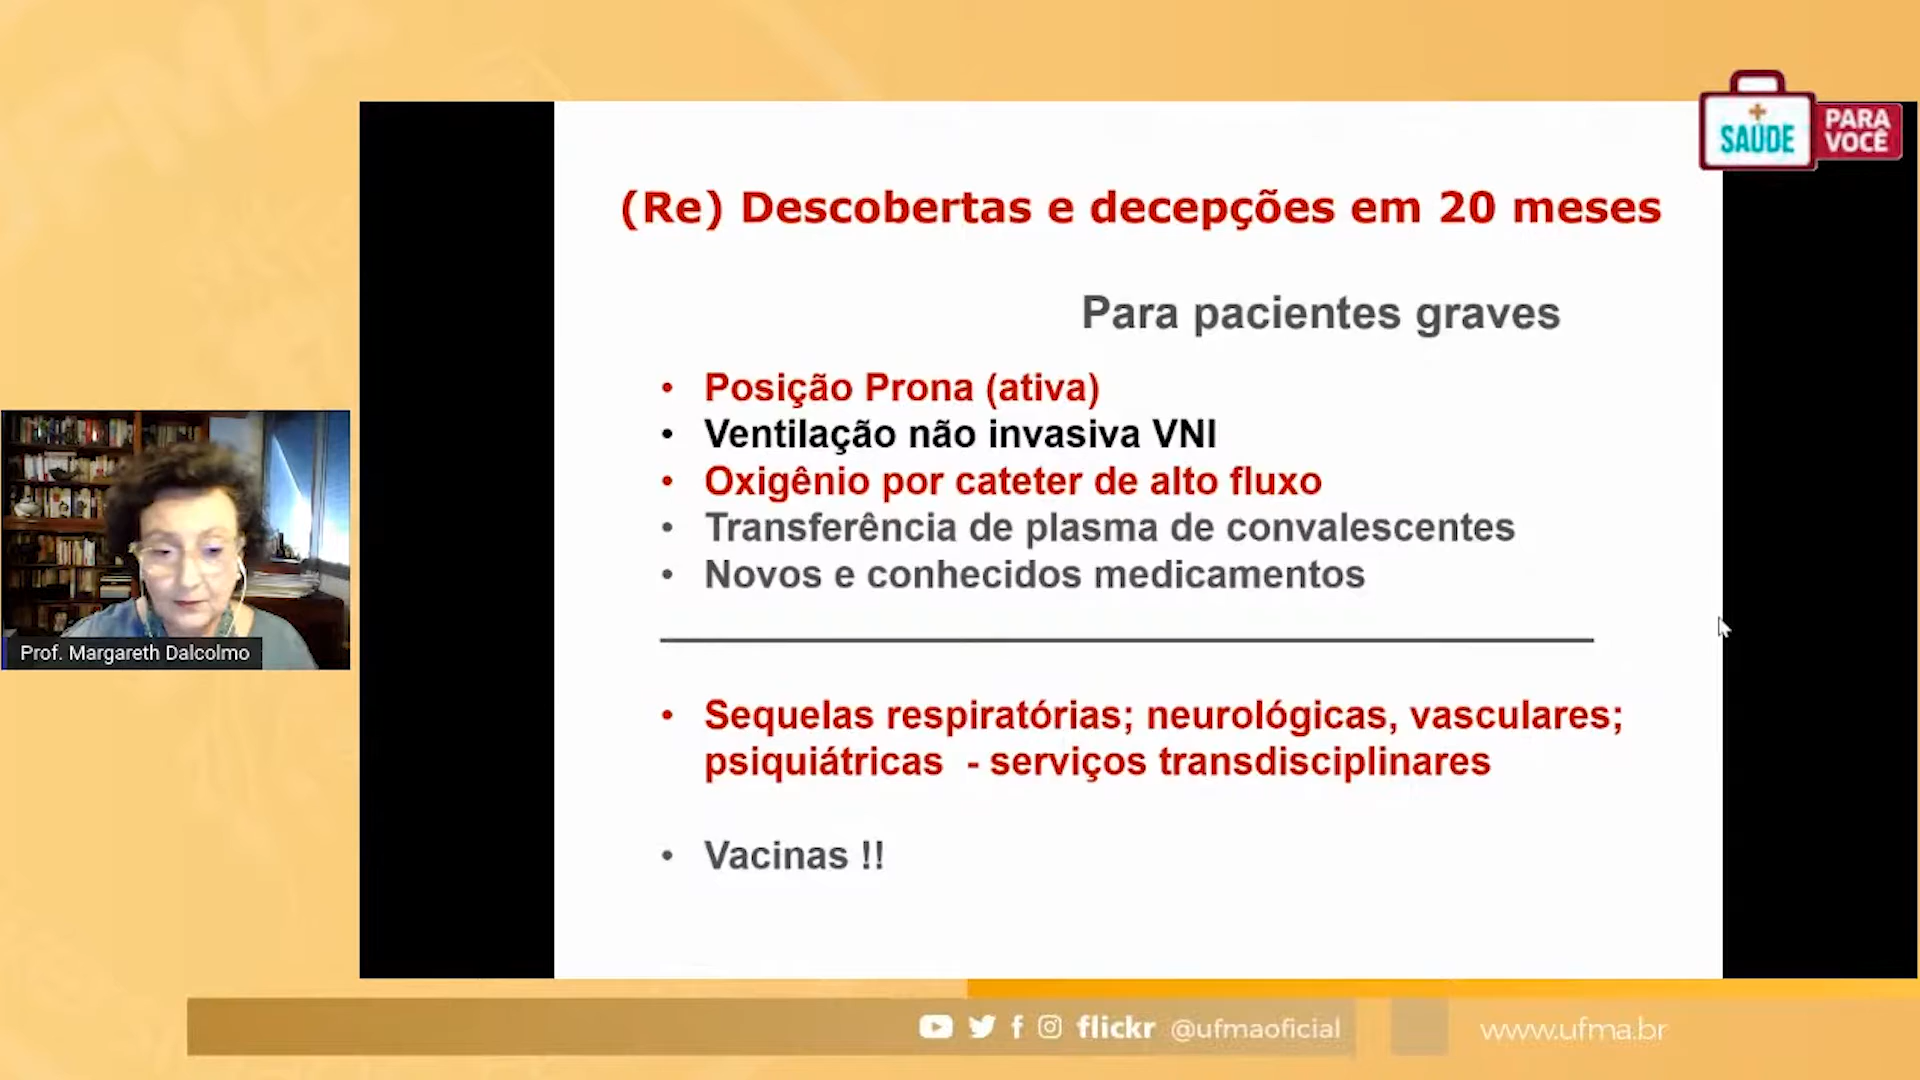 +
SAÚDE
PARA
VOCÊ
(Re) Descobertas e decepções em 20 meses
Para pacientes graves
• Posição Prona (ativa)
• Ventilação não invasiva VNI
• Oxigênio por cateter de alto fluxo
• Transferência de plasma de convalescentes
• Novos e conhecidos medicamentos
• Sequelas respiratórias; neurológicas, vasculares;
psiquiátricas - serviços transdisciplinares
• Vacinas !!
Prof. Margareth Dalcolmo
flickr @ufmaoficial
www.ufma.br